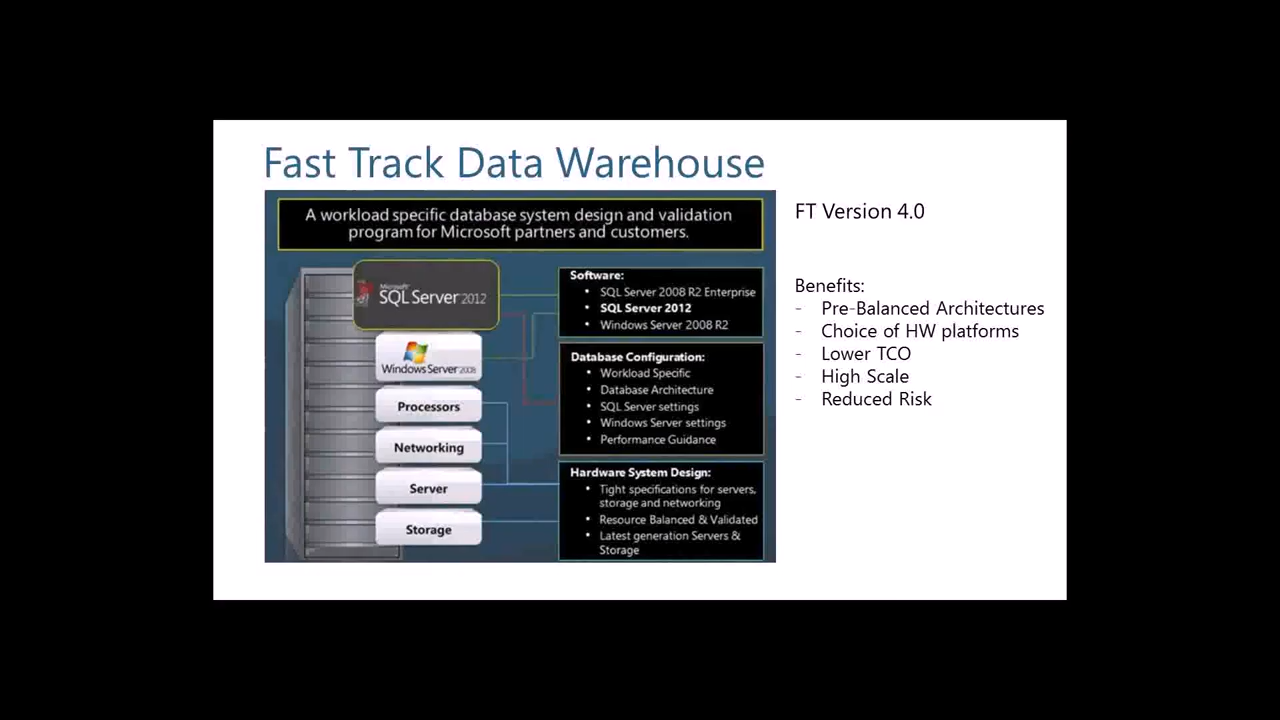 Fast Track Data Warehouse
A workload specific database system design and validation
program for Microsoft partners and customers.
Microsoft
SQL Server 2012
Windows Server 2008
Processors
Networking
Server
Storage
Software:
• SQL Server 2008 R2 Enterprise
• SQL Server 2012
• Windows Server 2008 R2
Database Configuration:
• Workload Specific
• Database Architecture
• SQL Server settings
• Windows Server settings
• Performance Guidance
Hardware System Design:
• Tight specifications for servers,
storage and networking
• Resource Balanced & Validated
• Latest generation Servers &
Storage
FT Version 4.0
Benefits:
- Pre-Balanced Architectures
- Choice of HW platforms
- Lower TCO
- High Scale
- Reduced Risk